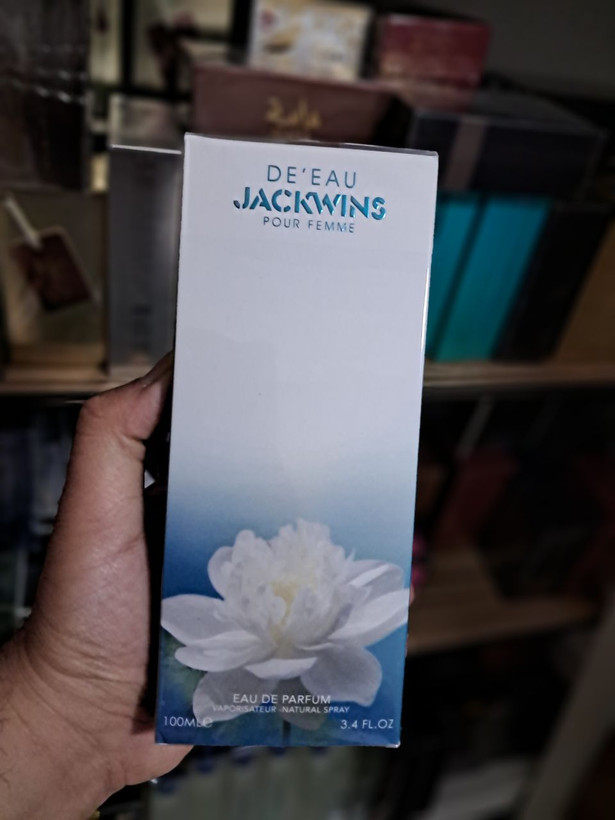 DE'EAU
JACKWINS
POUR FEMME
EAU DE PARFUM
VAPORISATEUR-NATURAL SPRAY
100ML℮
3.4 FL.OZ